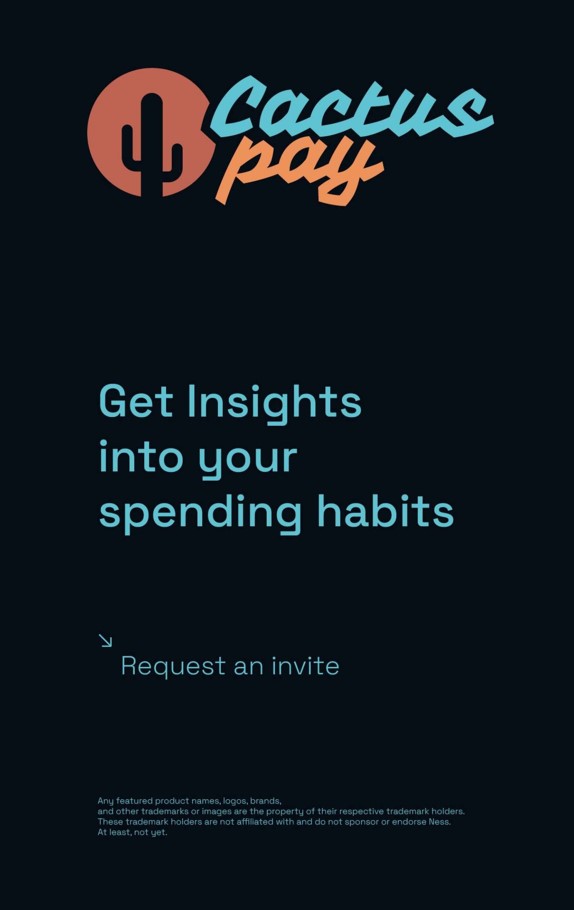 Cactus
pay
Get Insights
into your
spending habits
Request an invite
Any featured product names, logos, brands,
and other trademarks or images are the property of their respective trademark holders.
These trademark holders are not affiliated with and do not sponsor or endorse Ness.
At least, not yet.